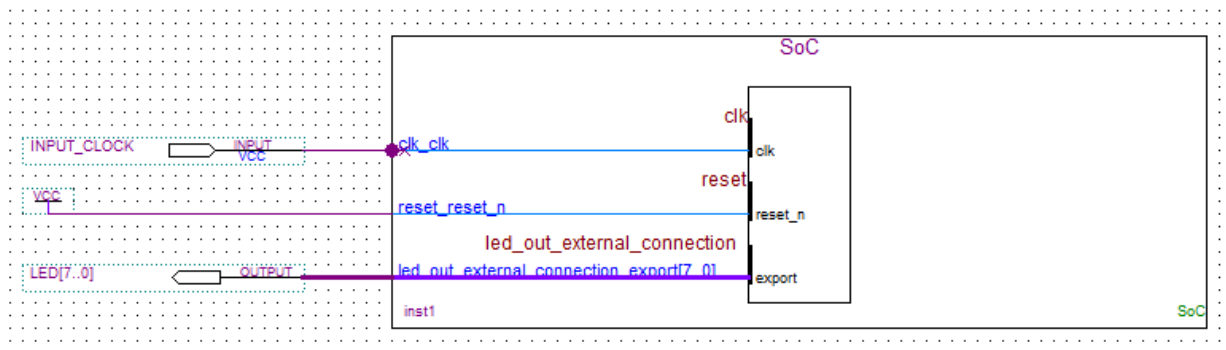 SoC
clk
INPUT_CLOCK
INPUT
VCC
clk_clk
clk
reset
VCC
reset_reset_n
reset_n
led_out_external_connection
LED[7..0]
OUTPUT
led_out_external_connection_export[7..0]
export
inst1
SoC